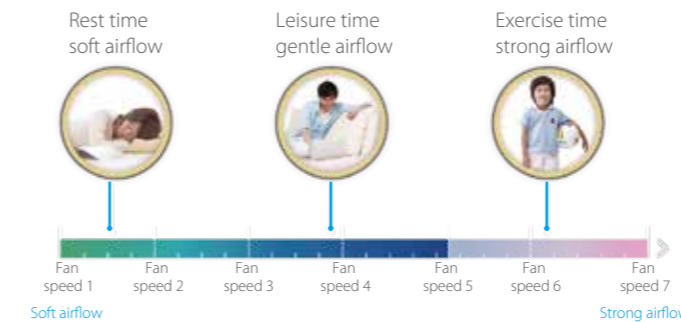 Rest time
soft airflow
Leisure time
gentle airflow
Exercise time
strong airflow
Fan
speed 1
Fan
speed 2
Fan
speed 3
Fan
speed 4
Fan
speed 5
Fan
speed 6
Fan
speed 7
Soft airflow
Strong airflow